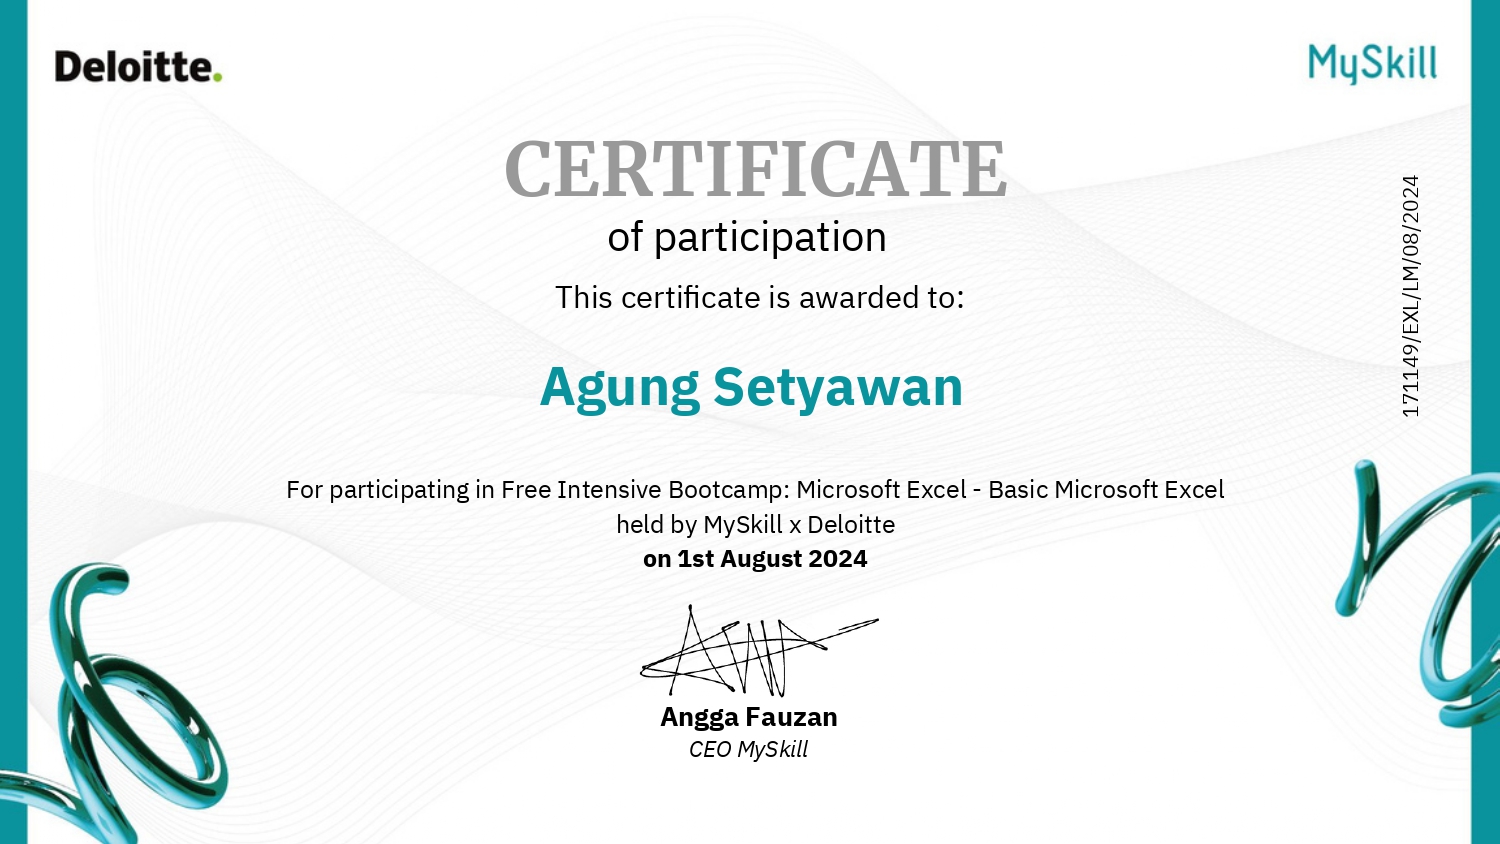 Deloitte.
MySkill
CERTIFICATE
of participation
This certificate is awarded to:
171149/EXL/LM/08/2024
Agung Setyawan
For participating in Free Intensive Bootcamp: Microsoft Excel - Basic Microsoft Excel
held by MySkill x Deloitte
on 1st August 2024
Angga Fauzan
CEO MySkill